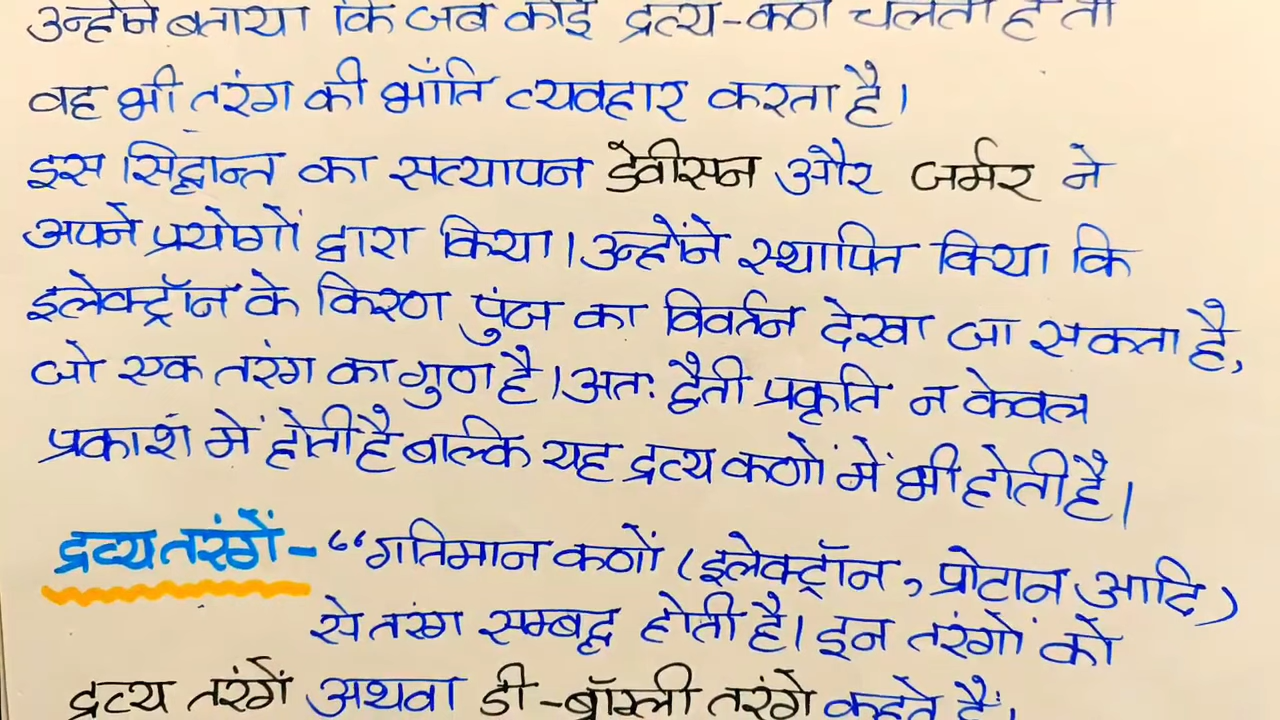 उन्होंने बताया कि जब कोई द्रव्य-कण चलता है तो
वह भी तरंग की भाँति व्यवहार करता है।
इस सिद्धान्त का सत्यापन डेवीसन और जर्मर ने
अपने प्रयोगों द्वारा किया। उन्होंने स्थापित किया कि
इलेक्ट्रॉन के किरण पुंज का विवर्तन देखा जा सकता है,
जो एक तरंग का गुण है। अतः द्वैती प्रकृति न केवल
प्रकाश में होती है बल्कि यह द्रव्य कणों में भी होती है।
द्रव्य तरंगें - “गतिमान कणों (इलेक्ट्रॉन, प्रोटान आदि)
से तरंग सम्बद्ध होती है। इन तरंगों को
द्रव्य तरंगें अथवा डी-ब्रॉग्ली तरंगे कहते हैं।